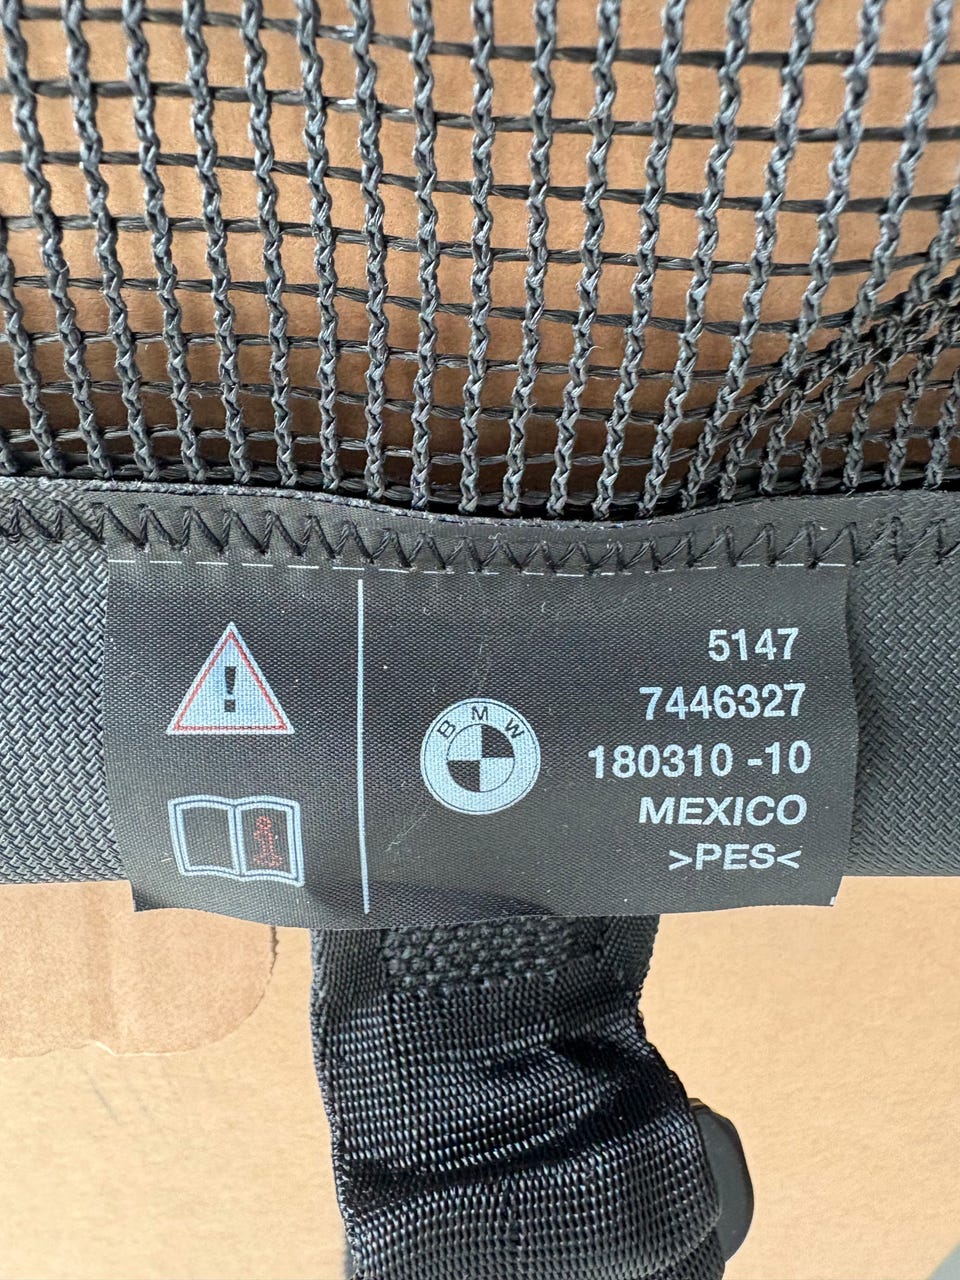 BMW
5147
7446327
180310 -10
MEXICO
>PES<